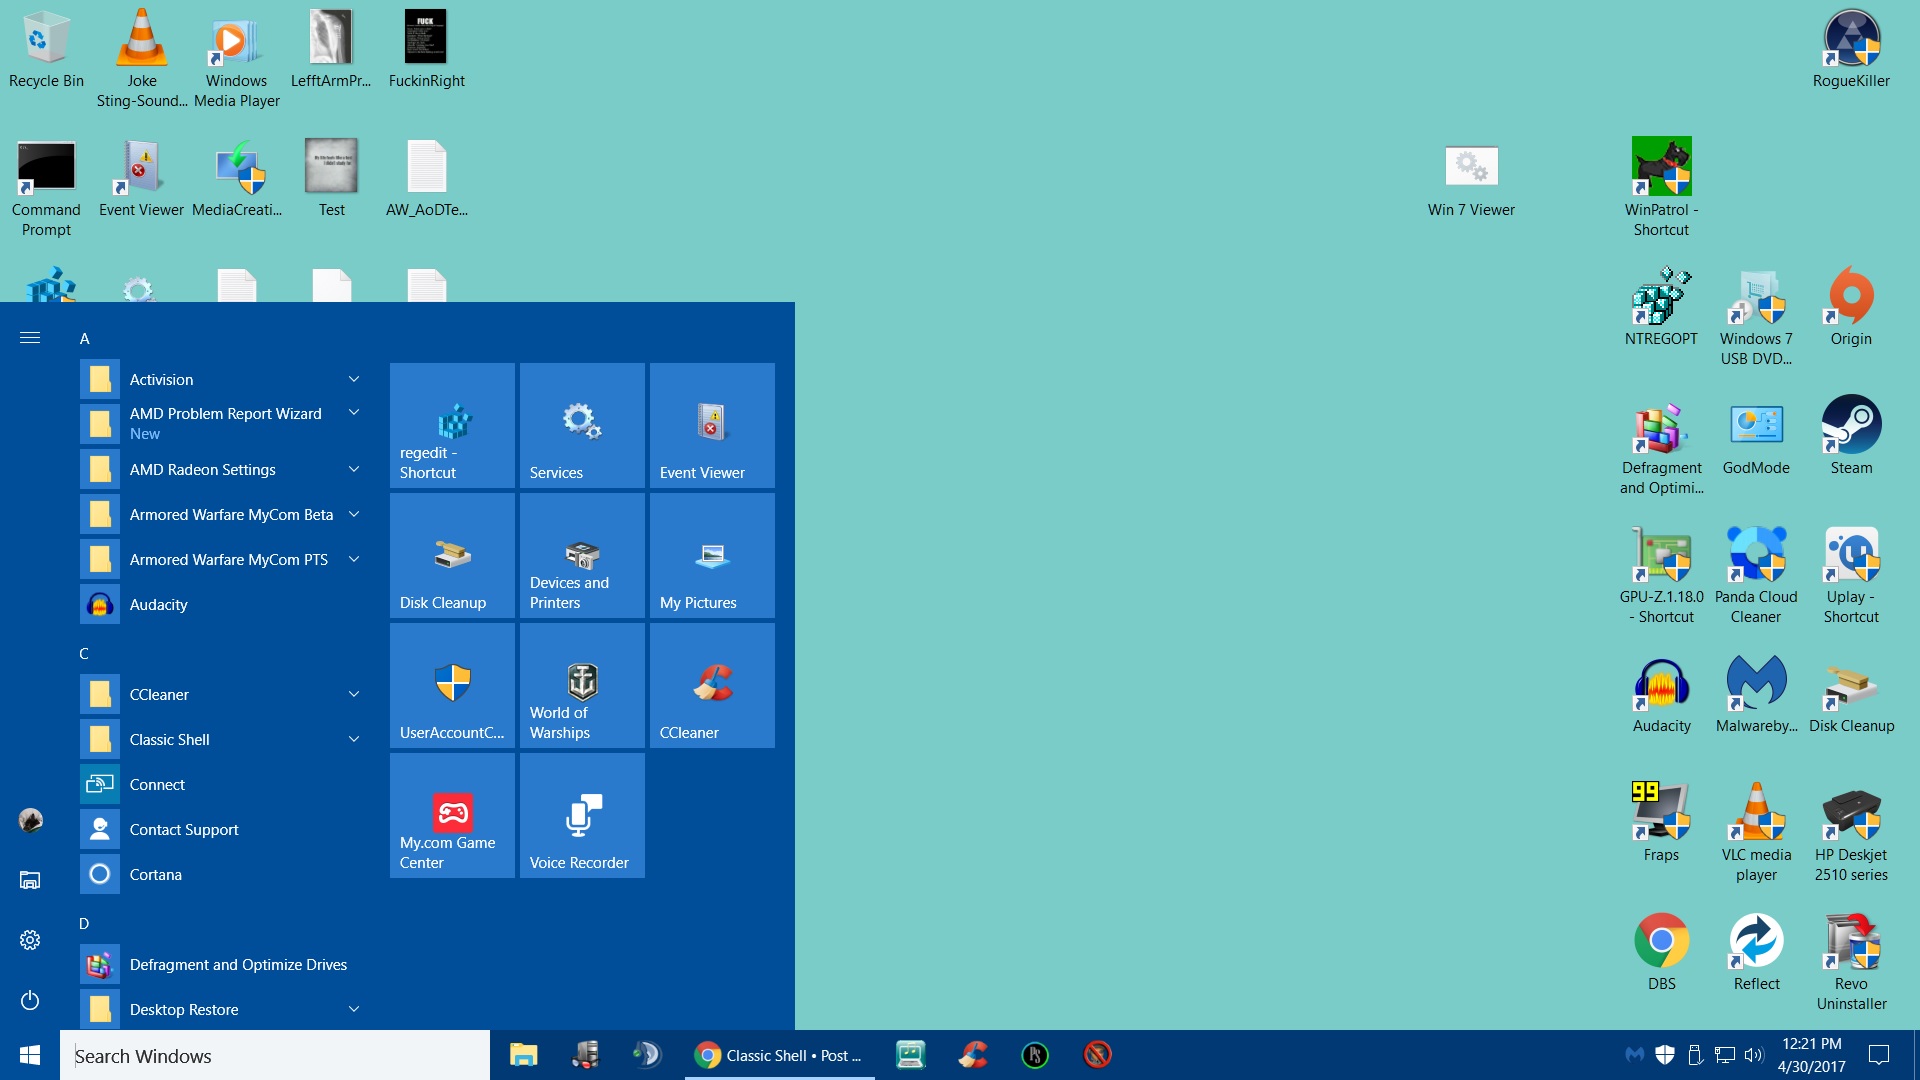 Recycle Bin
Joke
Sting-Sound...
Windows
Media Player
LefftArmPr...
FUCK
FuckinRight
RogueKiller
Command
Prompt
Event Viewer
MediaCreati...
Test
AW_AoDTe...
Win 7 Viewer
WinPatrol -
Shortcut
NTREGOPT
Windows 7
USB DVD...
Origin
Defragment
and Optimi...
GodMode
Steam
GPU-Z.1.18.0
- Shortcut
Panda Cloud
Cleaner
Uplay -
Shortcut
Audacity
Malwareby...
Disk Cleanup
99
Fraps
VLC media
player
HP Deskjet
2510 series
DBS
Reflect
Revo
Uninstaller
A
Activision
AMD Problem Report Wizard
New
AMD Radeon Settings
Armored Warfare MyCom Beta
Armored Warfare MyCom PTS
Audacity
C
CCleaner
Classic Shell
Connect
Contact Support
Cortana
D
Defragment and Optimize Drives
Desktop Restore
regedit -
Shortcut
Services
Event Viewer
Disk Cleanup
Devices and
Printers
My Pictures
UserAccountC...
World of
Warships
CCleaner
My.com Game
Center
Voice Recorder
Search Windows
Classic Shell • Post ...
12:21 PM
4/30/2017